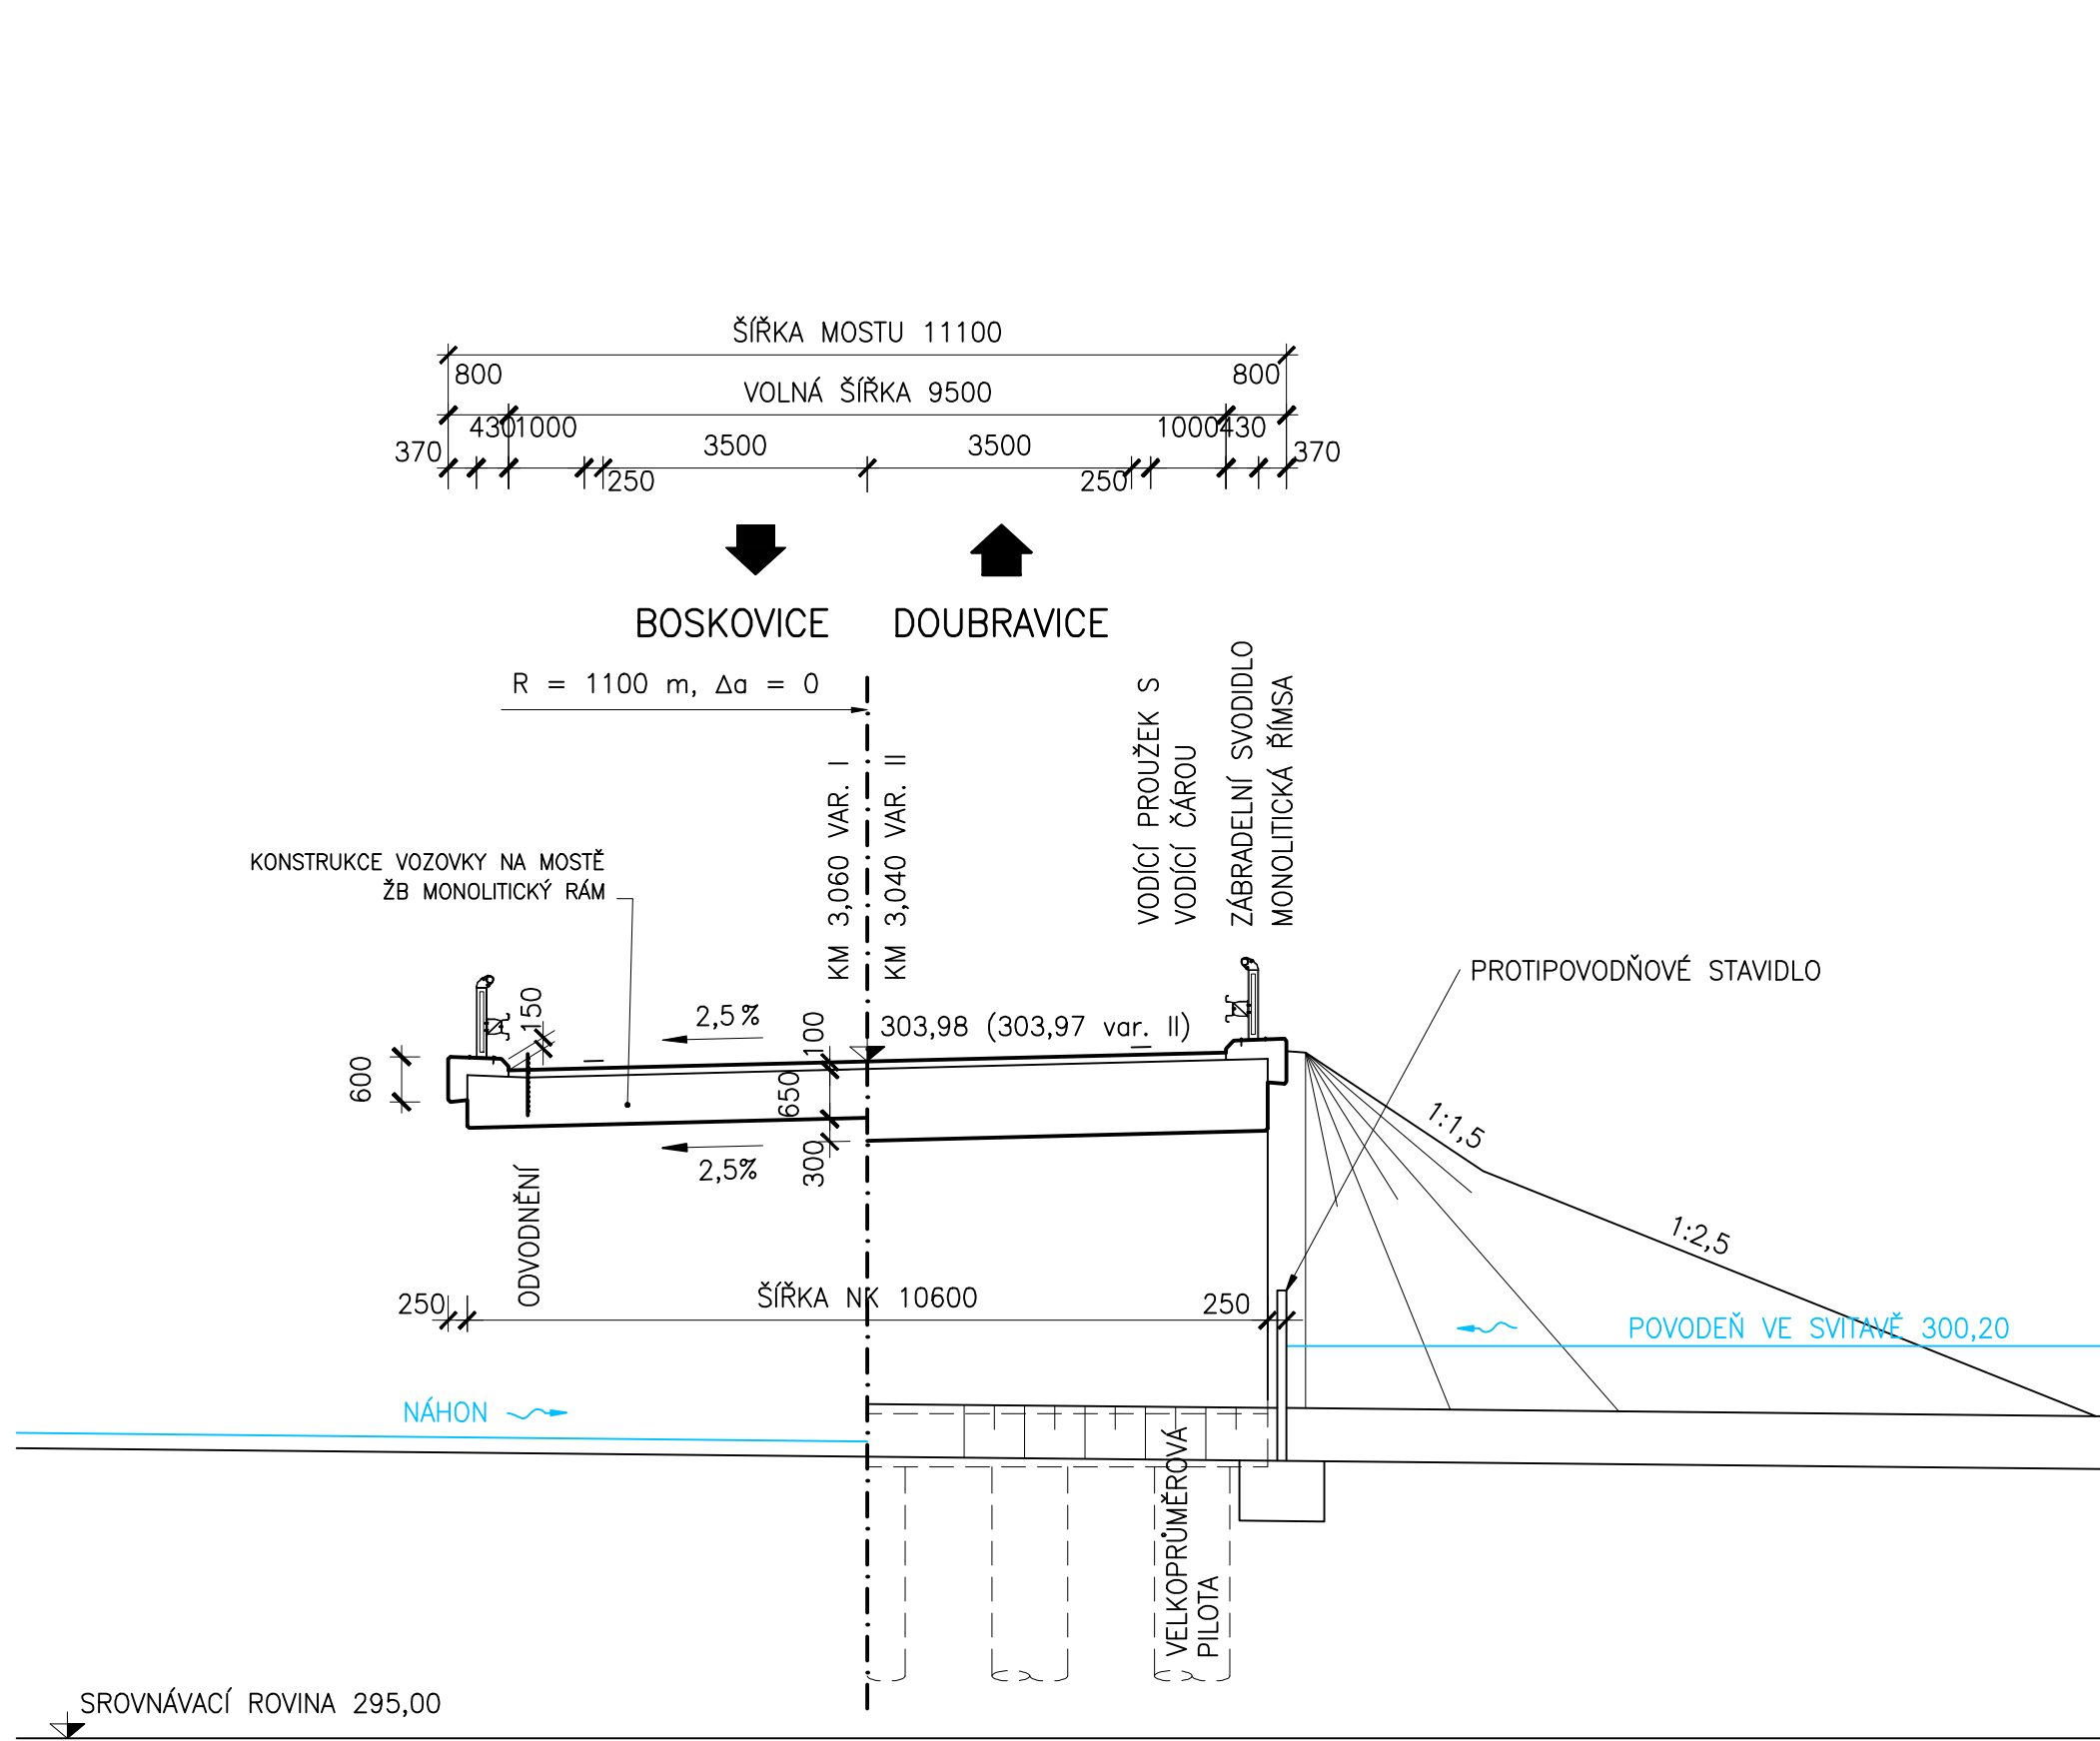 ŠÍŘKA MOSTU 11100
800
800
VOLNÁ ŠÍŘKA 9500
430
1000
1000
430
370
3500
3500
370
250
250
BOSKOVICE
DOUBRAVICE
R = 1100 m, Δa = 0
KM 3,060 VAR. I
KM 3,040 VAR. II
VODÍCÍ PROUŽEK S
VODÍCÍ ČÁROU
ZÁBRADELNÍ SVODIDLO
MONOLITICKÁ ŘÍMSA
KONSTRUKCE VOZOVKY NA MOSTĚ
ŽB MONOLITICKÝ RÁM
PROTIPOVODŇOVÉ STAVIDLO
150
2,5%
100
303,98 (303,97 var. II)
600
650
1:1,5
2,5%
300
ODVODNĚNÍ
1:2,5
250
ŠÍŘKA NK 10600
250
POVODEŇ VE SVITAVĚ 300,20
NÁHON
VELKOPRŮMĚROVÁ
PILOTA
SROVNÁVACÍ ROVINA 295,00